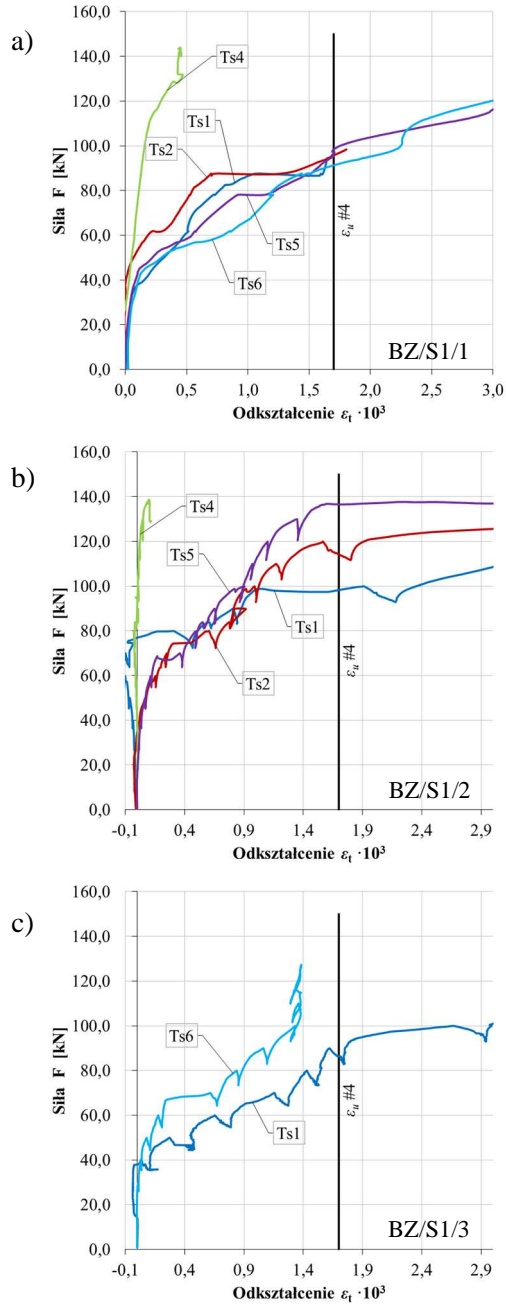 a)
Siła F [kN]
160,0
140,0
120,0
100,0
80,0
60,0
40,0
20,0
0,0
Ts4
Ts1
Ts2
Ts5
Ts6
εu #4
BZ/S1/1
0,0 1,0 2,0 3,0
Odkształcenie εt ·10³
b)
Siła F [kN]
160,0
140,0
120,0
100,0
80,0
60,0
40,0
20,0
0,0
Ts4
Ts5
Ts1
Ts2
εu #4
BZ/S1/2
-0,1 0,4 0,9 1,4 1,9 2,4 2,9
Odkształcenie εt ·10³
c)
Siła F [kN]
160,0
140,0
120,0
100,0
80,0
60,0
40,0
20,0
0,0
Ts6
Ts1
εu #4
BZ/S1/3
-0,1 0,4 0,9 1,4 1,9 2,4 2,9
Odkształcenie εt ·10³